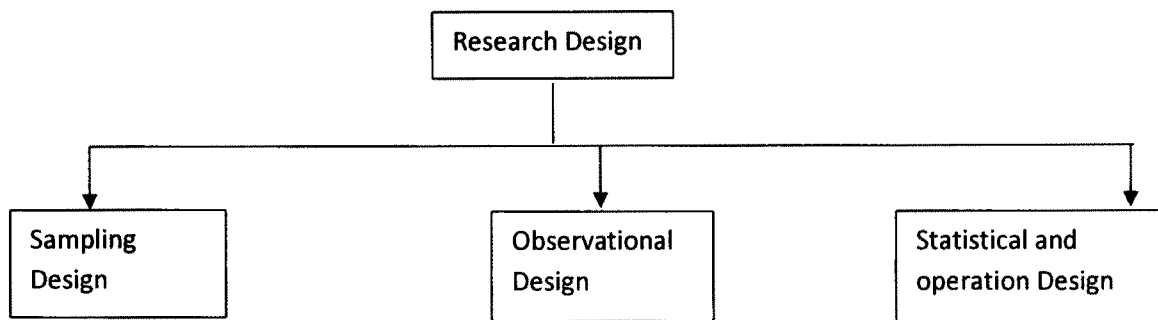 Research Design
Sampling
Design
Observational
Design
Statistical and
operation Design